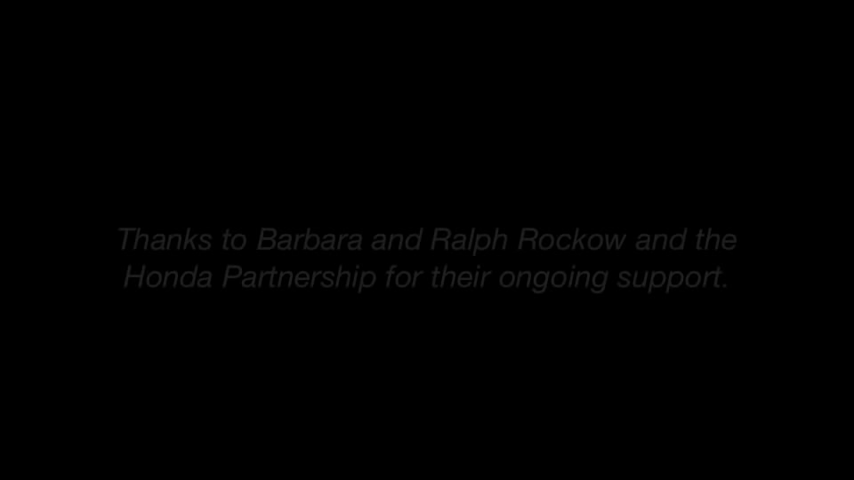 Thanks to Barbara and Ralph Rockow and the
Honda Partnership for their ongoing support.